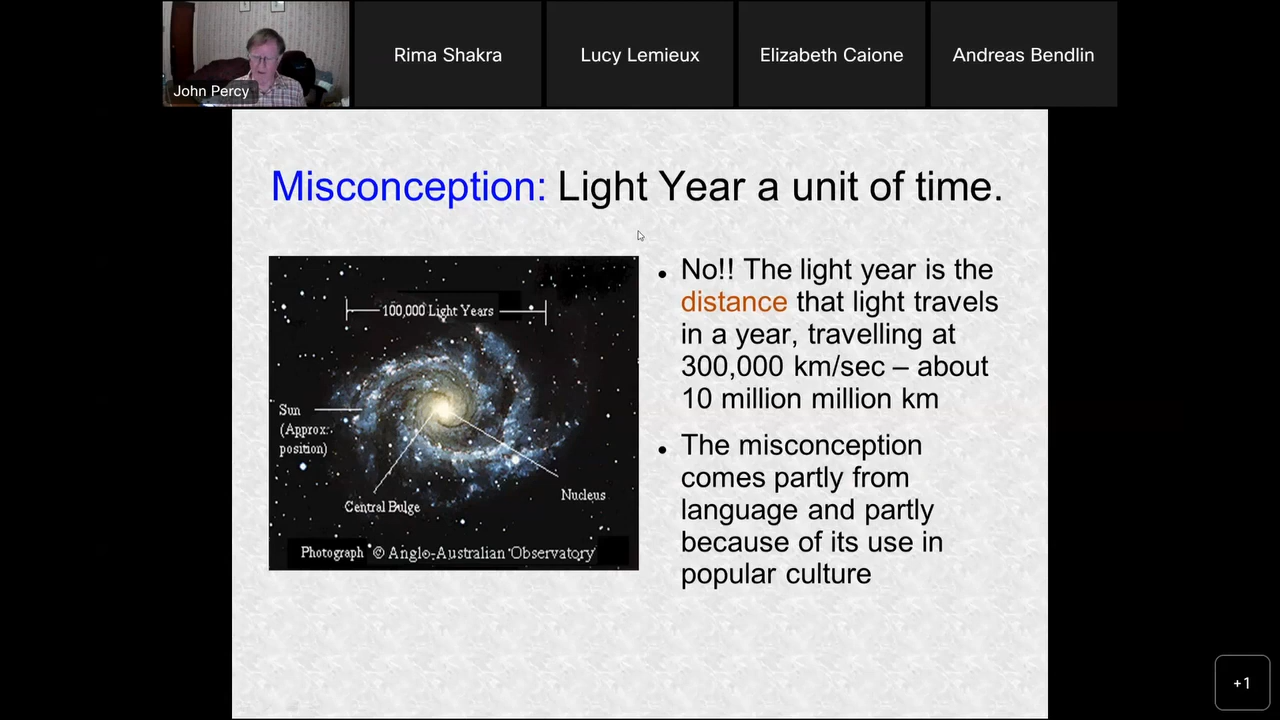 John Percy
Rima Shakra
Lucy Lemieux
Elizabeth Caione
Andreas Bendlin
Misconception: Light Year a unit of time.
100,000 Light Years
Sun
(Approx.
position)
Central Bulge
Nucleus
Photograph © Anglo-Australian Observatory
• No!! The light year is the
distance that light travels
in a year, travelling at
300,000 km/sec – about
10 million million km
• The misconception
comes partly from
language and partly
because of its use in
popular culture
+1